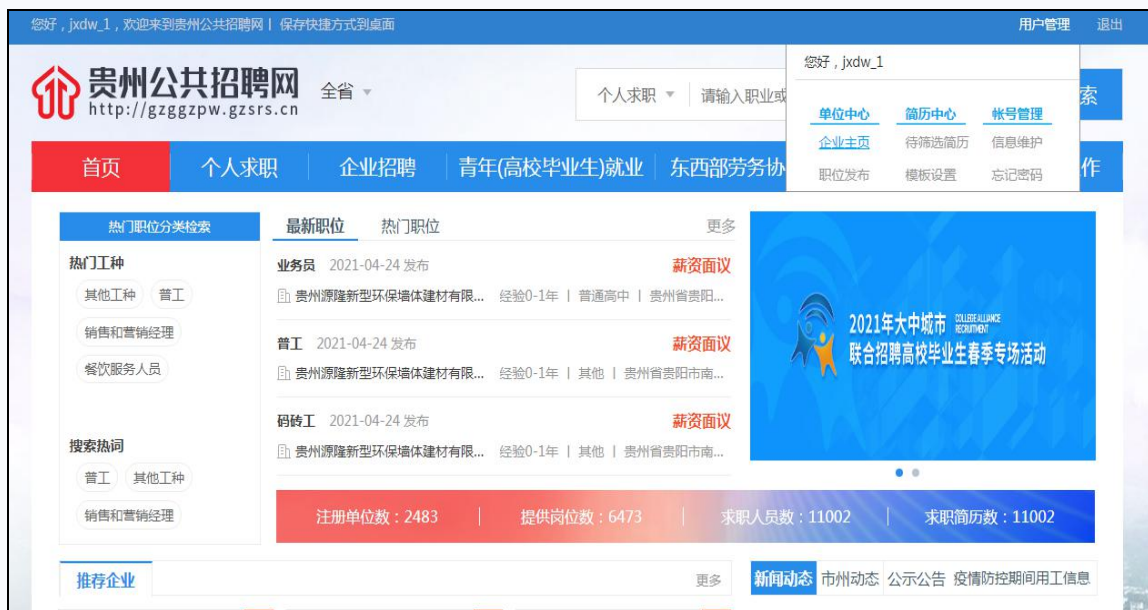 您好，jxdw_1，欢迎来到贵州公共招聘网 | 保存快捷方式到桌面
用户管理 退出
贵州公共招聘网
http://gzggzpw.gzsrs.cn
全省
个人求职 请输入职业或
索
您好，jxdw_1
单位中心 简历中心 帐号管理
企业主页 待筛选简历 信息维护
职位发布 模板设置 忘记密码
首页 个人求职 企业招聘 青年(高校毕业生)就业 东西部劳务协
作
热门职位分类检索
热门工种
其他工种 普工
销售和营销经理
餐饮服务人员
搜索热词
普工 其他工种
销售和营销经理
最新职位 热门职位 更多
业务员 2021-04-24 发布 薪资面议
贵州源隆新型环保墙体建材有限... 经验0-1年 | 普通高中 | 贵州省贵阳...
普工 2021-04-24 发布 薪资面议
贵州源隆新型环保墙体建材有限... 经验0-1年 | 其他 | 贵州省贵阳市南...
码砖工 2021-04-24 发布 薪资面议
贵州源隆新型环保墙体建材有限... 经验0-1年 | 其他 | 贵州省贵阳市南...
2021年大中城市 COLLEGE ALLIANCE RECRUITMENT
联合招聘高校毕业生春季专场活动
注册单位数：2483 | 提供岗位数：6473 | 求职人员数：11002 | 求职简历数：11002
推荐企业 更多
新闻动态 市州动态 公示公告 疫情防控期间用工信息